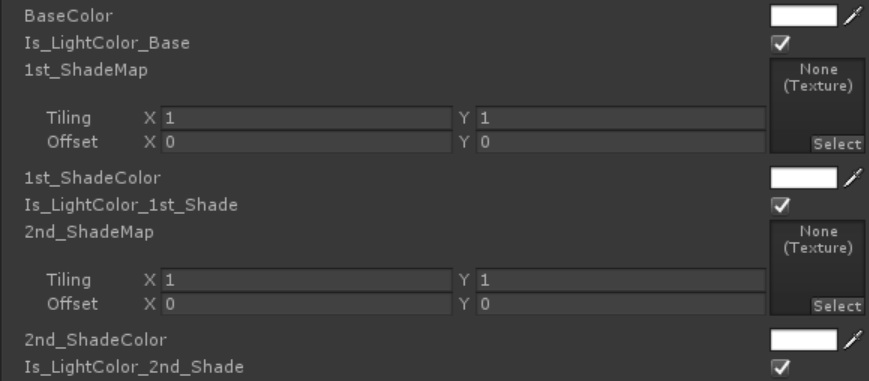 BaseColor
Is_LightColor_Base
1st_ShadeMap
None
(Texture)
Tiling X 1 Y 1
Offset X 0 Y 0
Select
1st_ShadeColor
Is_LightColor_1st_Shade
2nd_ShadeMap
None
(Texture)
Tiling X 1 Y 1
Offset X 0 Y 0
Select
2nd_ShadeColor
Is_LightColor_2nd_Shade